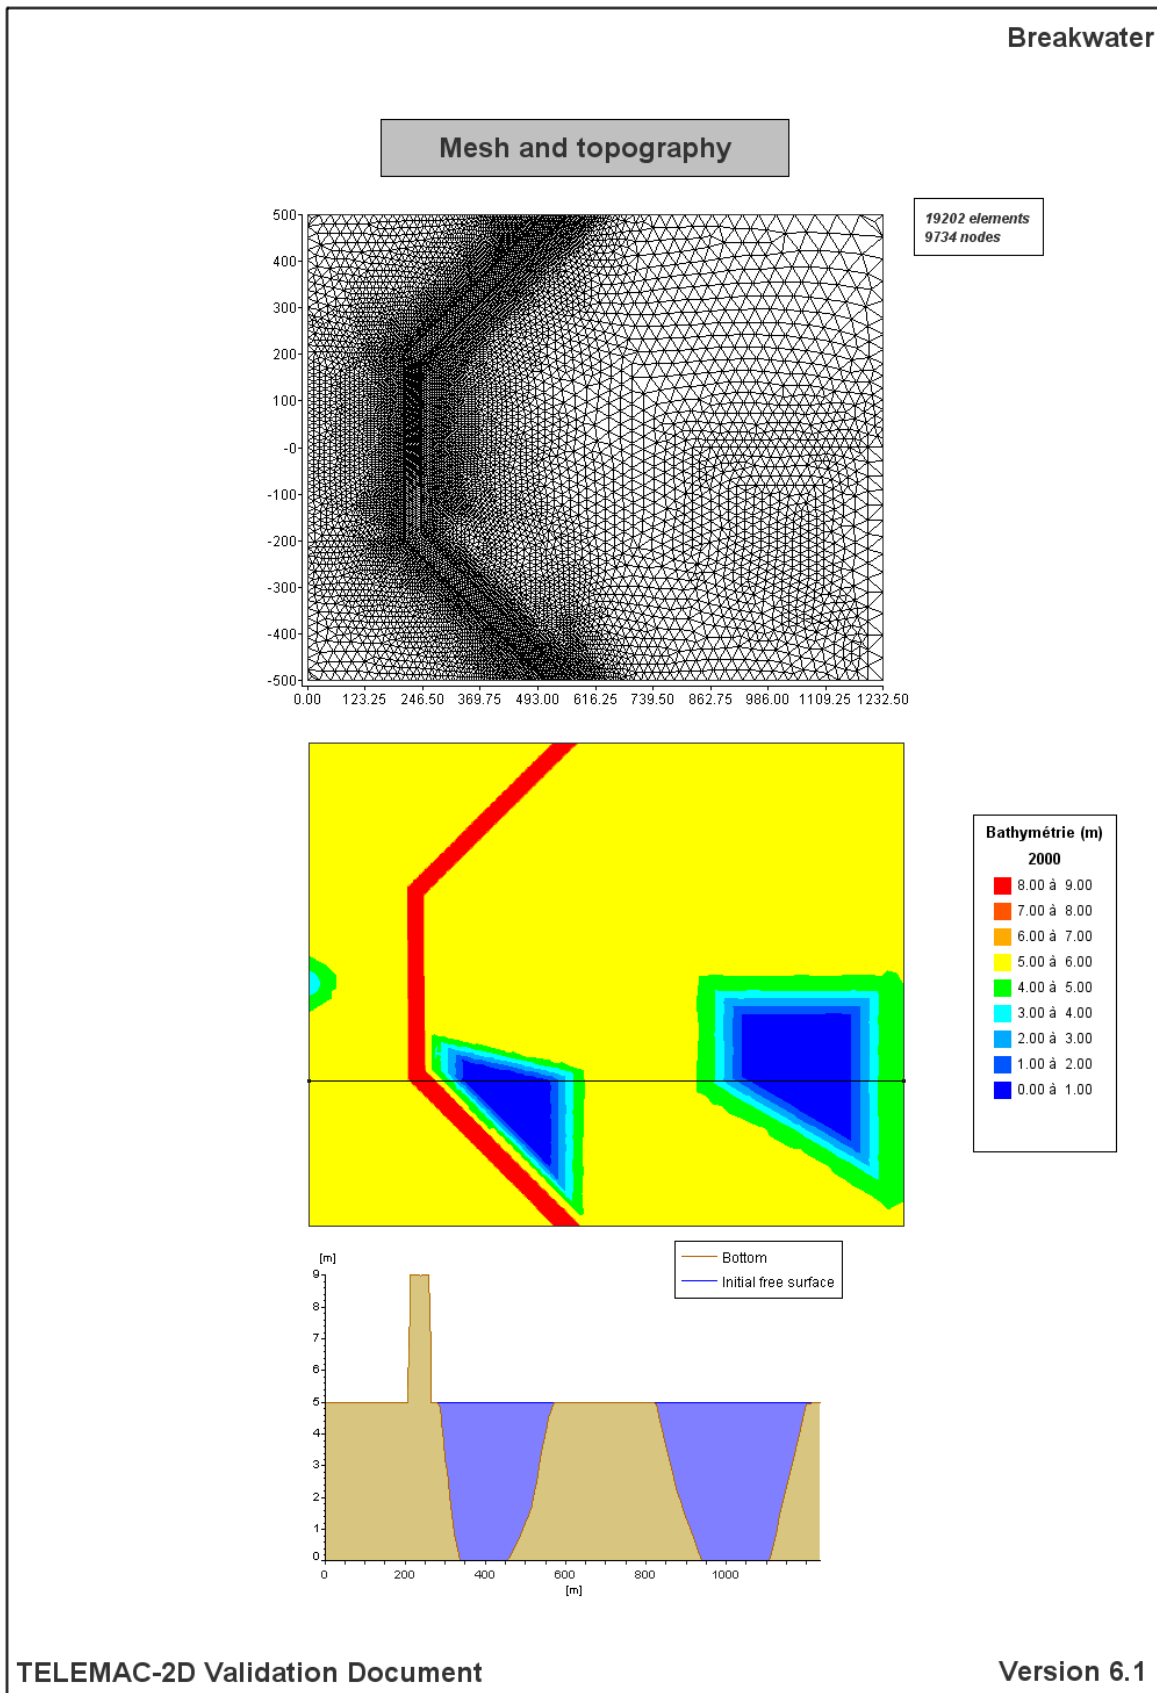 Breakwater
Mesh and topography
19202 elements
9734 nodes
500
400
300
200
100
-0
-100
-200
-300
-400
-500
0.00 123.25 246.50 369.75 493.00 616.25 739.50 862.75 986.00 1109.25 1232.50
Bathymétrie (m)
2000
8.00 à 9.00
7.00 à 8.00
6.00 à 7.00
5.00 à 6.00
4.00 à 5.00
3.00 à 4.00
2.00 à 3.00
1.00 à 2.00
0.00 à 1.00
Bottom
Initial free surface
[m]
9
8
7
6
5
4
3
2
1
0
0 200 400 600 800 1000
[m]
TELEMAC-2D Validation Document
Version 6.1